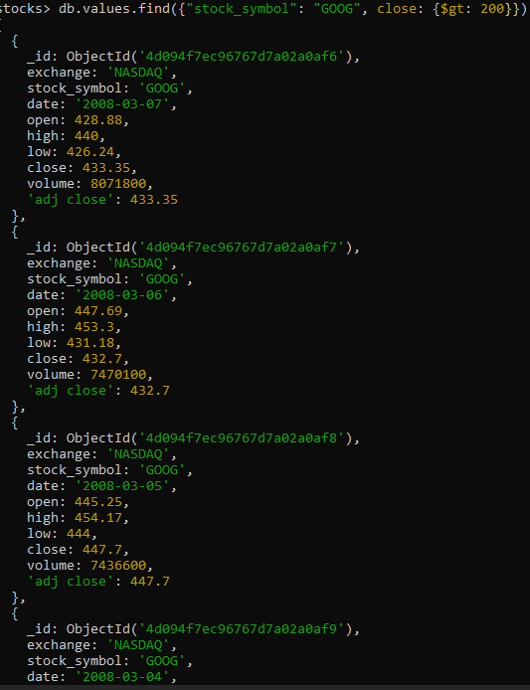 stocks> db.values.find({"stock_symbol": "GOOG", close: {$gt: 200}})
[
  {
    _id: ObjectId('4d094f7ec96767d7a02a0af6'),
    exchange: 'NASDAQ',
    stock_symbol: 'GOOG',
    date: '2008-03-07',
    open: 428.88,
    high: 440,
    low: 426.24,
    close: 433.35,
    volume: 8071800,
    'adj close': 433.35
  },
  {
    _id: ObjectId('4d094f7ec96767d7a02a0af7'),
    exchange: 'NASDAQ',
    stock_symbol: 'GOOG',
    date: '2008-03-06',
    open: 447.69,
    high: 453.3,
    low: 431.18,
    close: 432.7,
    volume: 7470100,
    'adj close': 432.7
  },
  {
    _id: ObjectId('4d094f7ec96767d7a02a0af8'),
    exchange: 'NASDAQ',
    stock_symbol: 'GOOG',
    date: '2008-03-05',
    open: 445.25,
    high: 454.17,
    low: 444,
    close: 447.7,
    volume: 7436600,
    'adj close': 447.7
  },
  {
    _id: ObjectId('4d094f7ec96767d7a02a0af9'),
    exchange: 'NASDAQ',
    stock_symbol: 'GOOG',
    date: '2008-03-04',